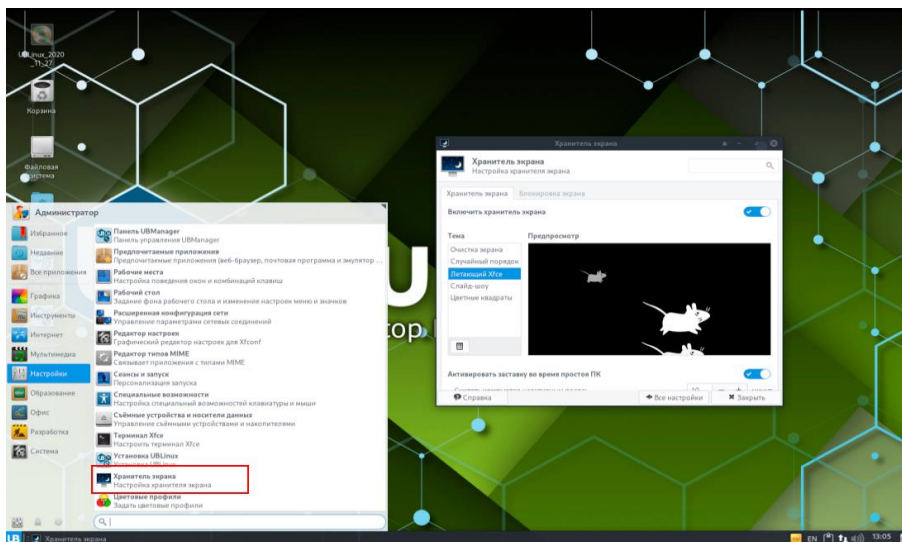 UBLinux_2020
_11_27
Корзина
Файловая
система
Администратор
Избранное
Недавние
Все приложения
Графика
Инструменты
Интернет
Мультимедиа
Настройки
Образование
Офис
Разработка
Система
Панель UBManager
Панель управления UBManager
Предпочитаемые приложения
Предпочитаемые приложения (веб-браузер, почтовая программа и эмулятор ...
Рабочие места
Настройка поведения окон и комбинаций клавиш
Рабочий стол
Задание фона рабочего стола и изменение настроек меню и значков
Расширенная конфигурация сети
Управление параметрами сетевых соединений
Редактор настроек
Графический редактор настроек для Xfconf
Редактор типов MIME
Связывает приложения с типами MIME
Сеансы и запуск
Персонализация запуска
Специальные возможности
Настройка специальный возможностей клавиатуры и мыши
Съёмные устройства и носители данных
Управление съёмными устройствами и накопителями
Терминал Xfce
Настроить терминал Xfce
Установка UBLinux
Установка UBLinux
Хранитель экрана
Настройка хранителя экрана
Цветовые профили
Задать цветовые профили
U
top
Хранитель экрана
Хранитель экрана
Настройка хранителя экрана
Хранитель экрана
Блокировка экрана
Включить хранитель экрана
Тема
Предпросмотр
Очистка экрана
Случайный порядок
Летающий Xfce
Слайд-шоу
Цветные квадраты
Активировать заставку во время простоя ПК
Справка
Все настройки
Закрыть
UB
Хранитель экрана
EN
13:05